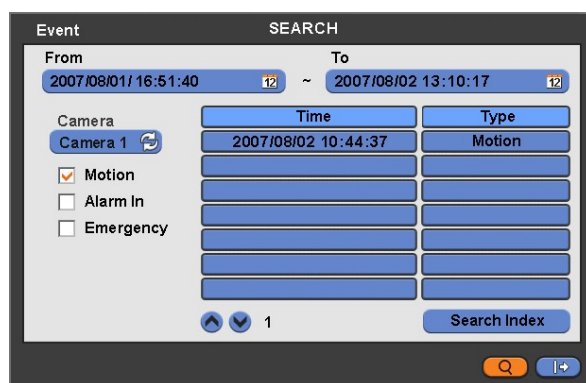 Event SEARCH
From To
2007/08/01/ 16:51:40 12 ~ 2007/08/02 13:10:17 12
Camera Time Type
Camera 1 2007/08/02 10:44:37 Motion
Motion
Alarm In
Emergency
1 Search Index